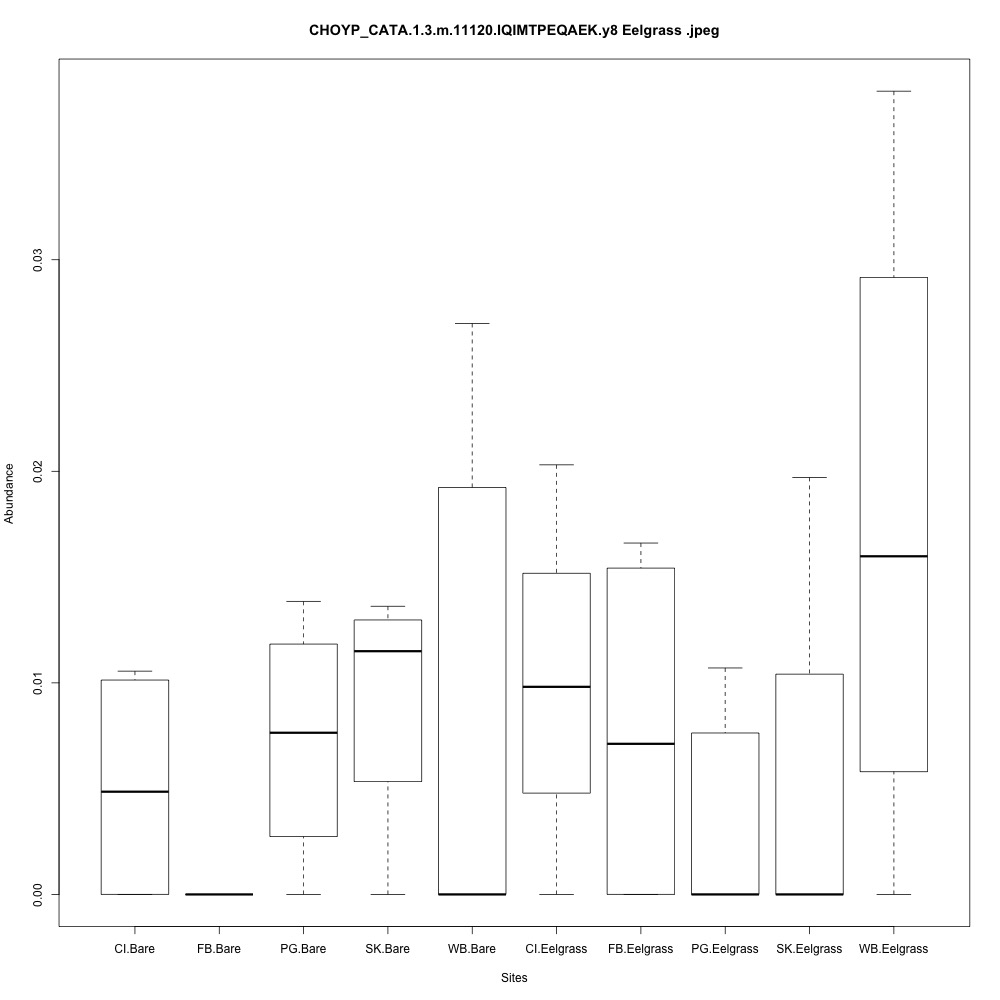 CHOYP_CATA.1.3.m.11120.IQIMTPEQAEK.y8 Eelgrass .jpeg
Abundance
0.03
0.02
0.01
0.00
CI.Bare FB.Bare PG.Bare SK.Bare WB.Bare CI.Eelgrass FB.Eelgrass PG.Eelgrass SK.Eelgrass WB.Eelgrass
Sites